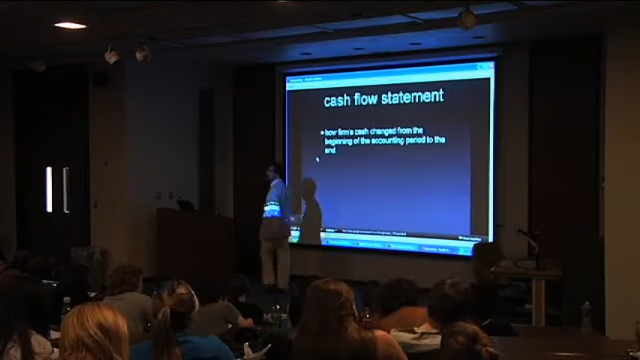 cash flow statement
• how firm's cash changed from the
beginning of the accounting period to the
end